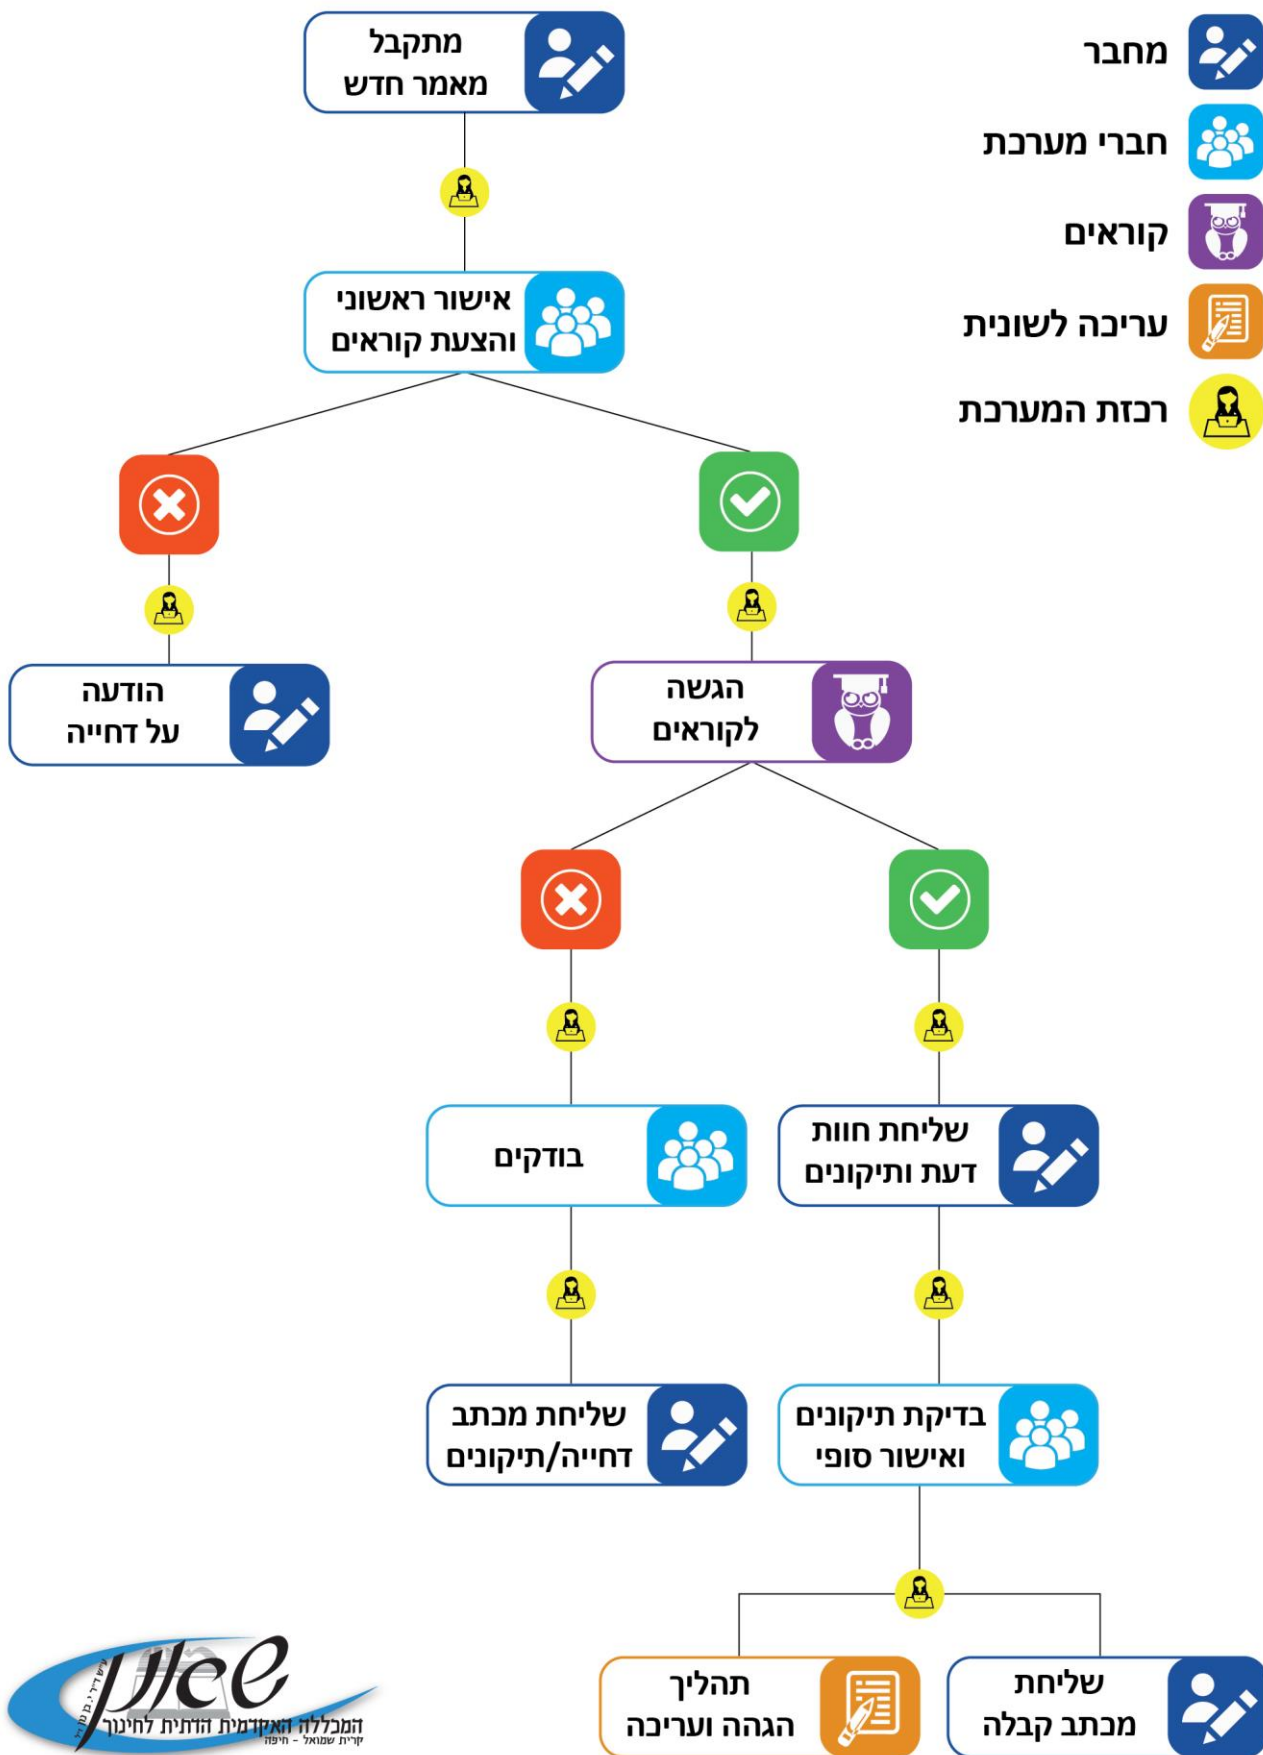 מתקבל
מאמר חדש
מחבר
חברי מערכת
קוראים
עריכה לשונית
רכזת המערכת
אישור ראשוני
והצעת קוראים
הודעה
על דחייה
הגשה
לקוראים
בודקים
שליחת חוות
דעת ותיקונים
שליחת מכתב
דחייה/תיקונים
בדיקת תיקונים
ואישור סופי
תהליך
הגהה ועריכה
שליחת
מכתב קבלה
שאנן
המכללה האקדמית הדתית לחינוך
קרית שמואל - חיפה